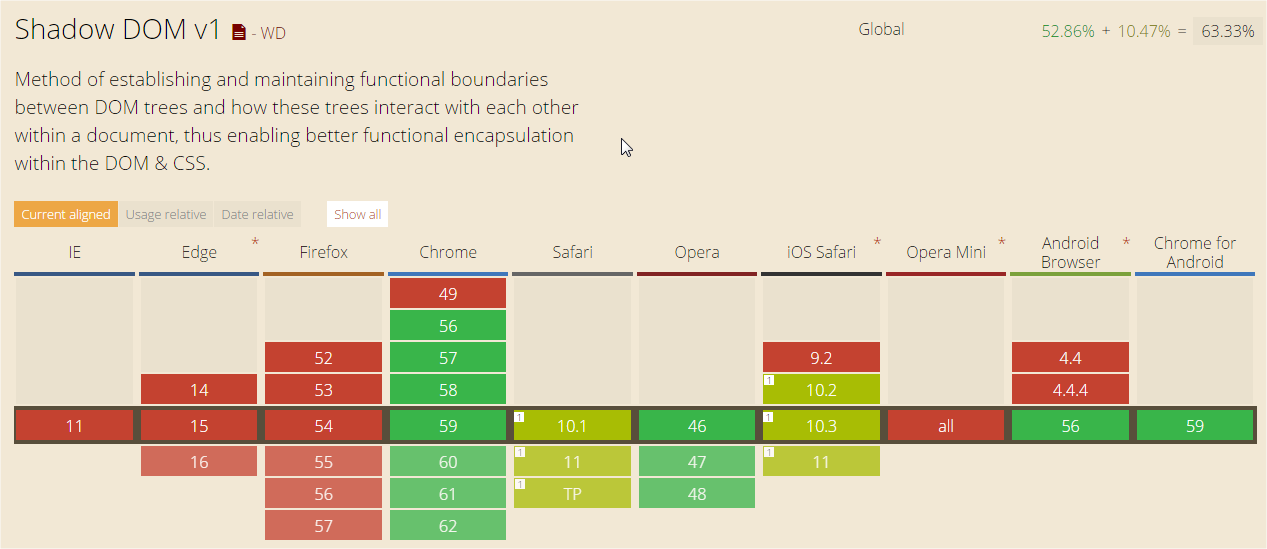 Shadow DOM v1 - WD
Global
52.86% + 10.47% = 63.33%
Method of establishing and maintaining functional boundaries
between DOM trees and how these trees interact with each other
within a document, thus enabling better functional encapsulation
within the DOM & CSS.
Current aligned Usage relative Date relative Show all
IE Edge * Firefox Chrome Safari Opera iOS Safari * Opera Mini * Android Browser * Chrome for Android
49
56
52 57 9.2 4.4
14 53 58 1 10.2 4.4.4
11 15 54 59 1 10.1 46 1 10.3 all 56 59
16 55 60 1 11 47 1 11
56 61 1 TP 48
57 62